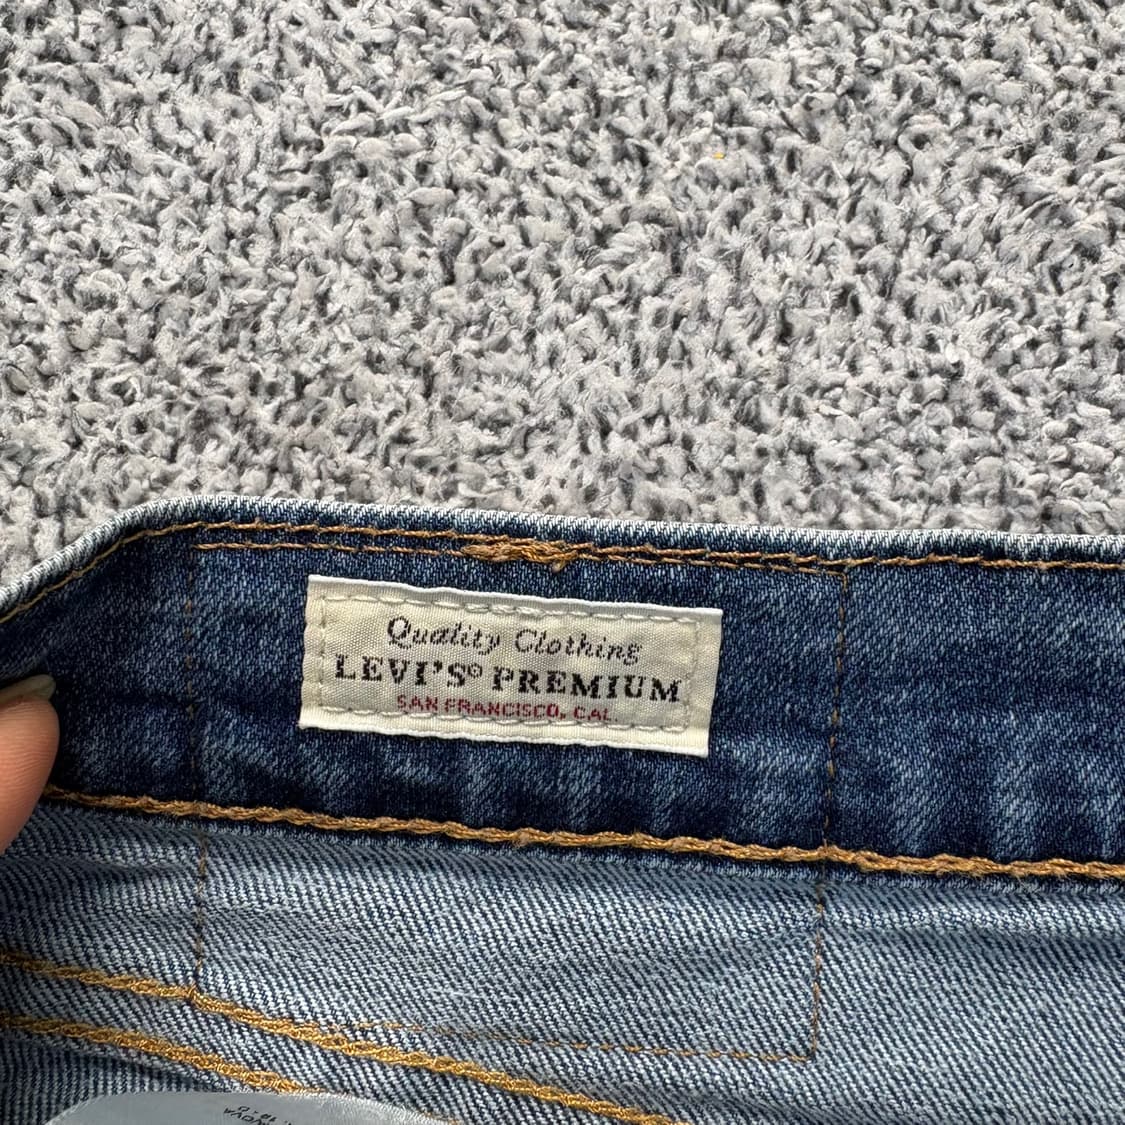 Quality Clothing
LEVI'S® PREMIUM
SAN FRANCISCO, CAL.